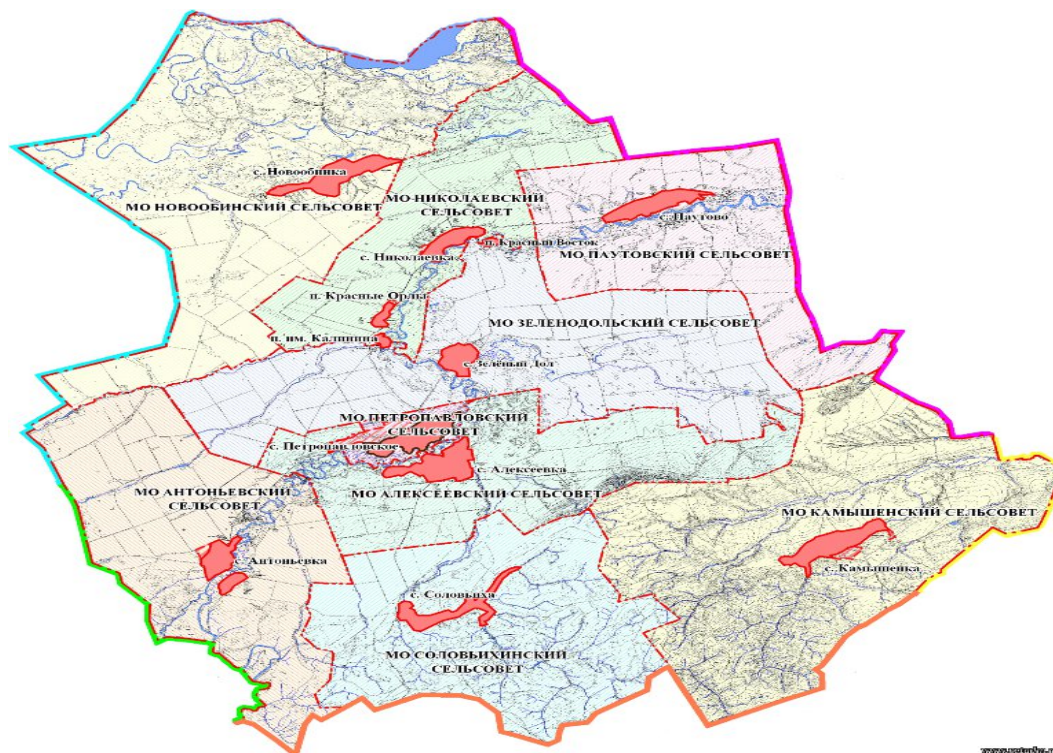 с. Новообинка
МО НОВООБИНСКИЙ СЕЛЬСОВЕТ
МО НИКОЛАЕВСКИЙ
СЕЛЬСОВЕТ
с. Паутово
п. Красный Восток
с. Николаевка
МО ПАУТОВСКИЙ СЕЛЬСОВЕТ
п. Красные Орлы
МО ЗЕЛЕНОДОЛЬСКИЙ СЕЛЬСОВЕТ
п. им. Калинина
с. Зелёный Дол
МО ПЕТРОПАВЛОВСКИЙ
СЕЛЬСОВЕТ
с. Петропавловское
с. Алексеевка
МО АНТОНЬЕВСКИЙ
СЕЛЬСОВЕТ
МО АЛЕКСЕЕВСКИЙ СЕЛЬСОВЕТ
МО КАМЫШЕНСКИЙ СЕЛЬСОВЕТ
с. Антоньевка
с. Камышенка
с. Соловьиха
МО СОЛОВЬИХИНСКИЙ
СЕЛЬСОВЕТ